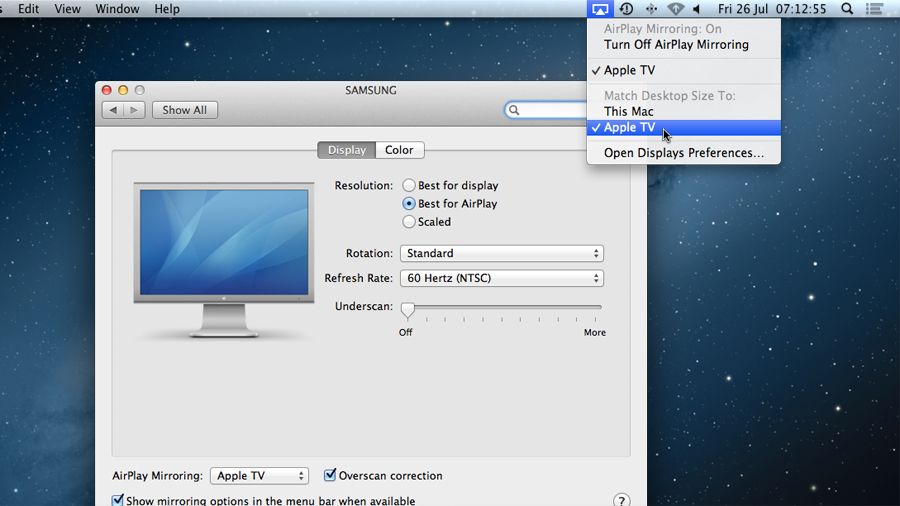 s Edit View Window Help Fri 26 Jul 07:12:55
AirPlay Mirroring: On
Turn Off AirPlay Mirroring
Apple TV
Match Desktop Size To:
This Mac
Apple TV
Open Displays Preferences...
SAMSUNG
Show All
Display Color
Resolution: Best for display
Best for AirPlay
Scaled
Rotation: Standard
Refresh Rate: 60 Hertz (NTSC)
Underscan:
Off More
AirPlay Mirroring: Apple TV Overscan correction
Show mirroring options in the menu bar when available ?